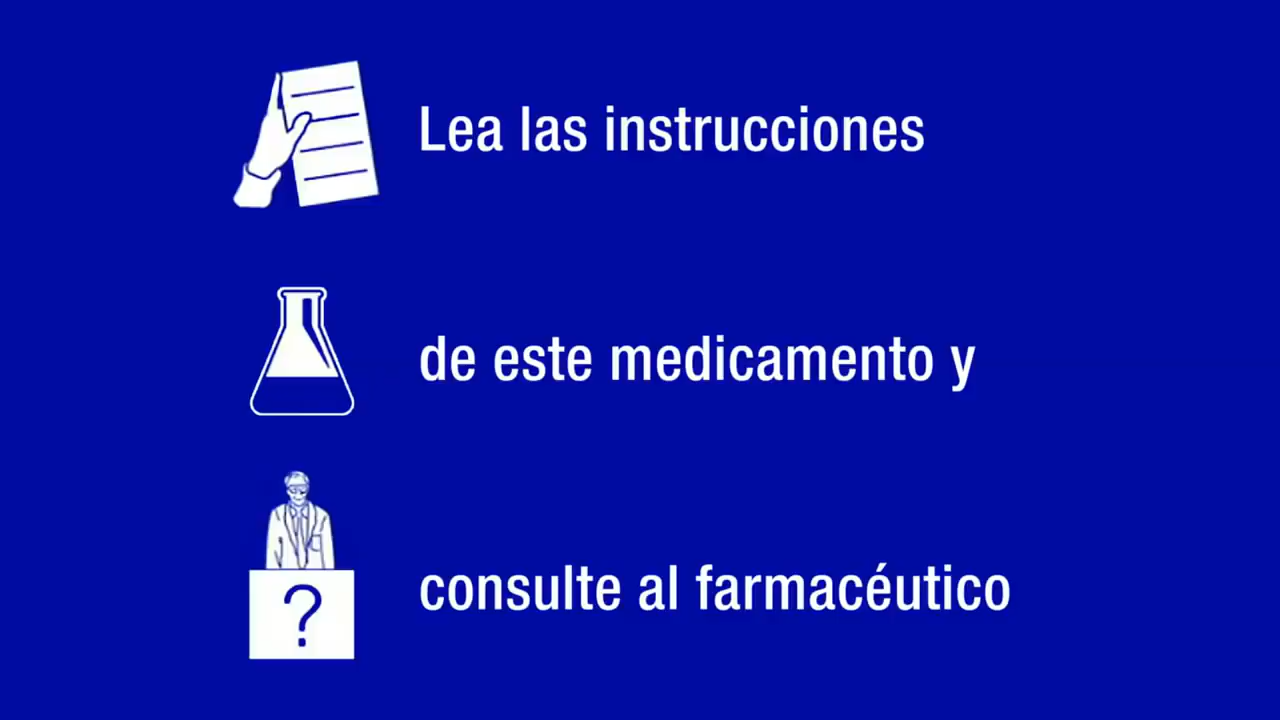 Lea las instrucciones
de este medicamento y
consulte al farmacéutico
?